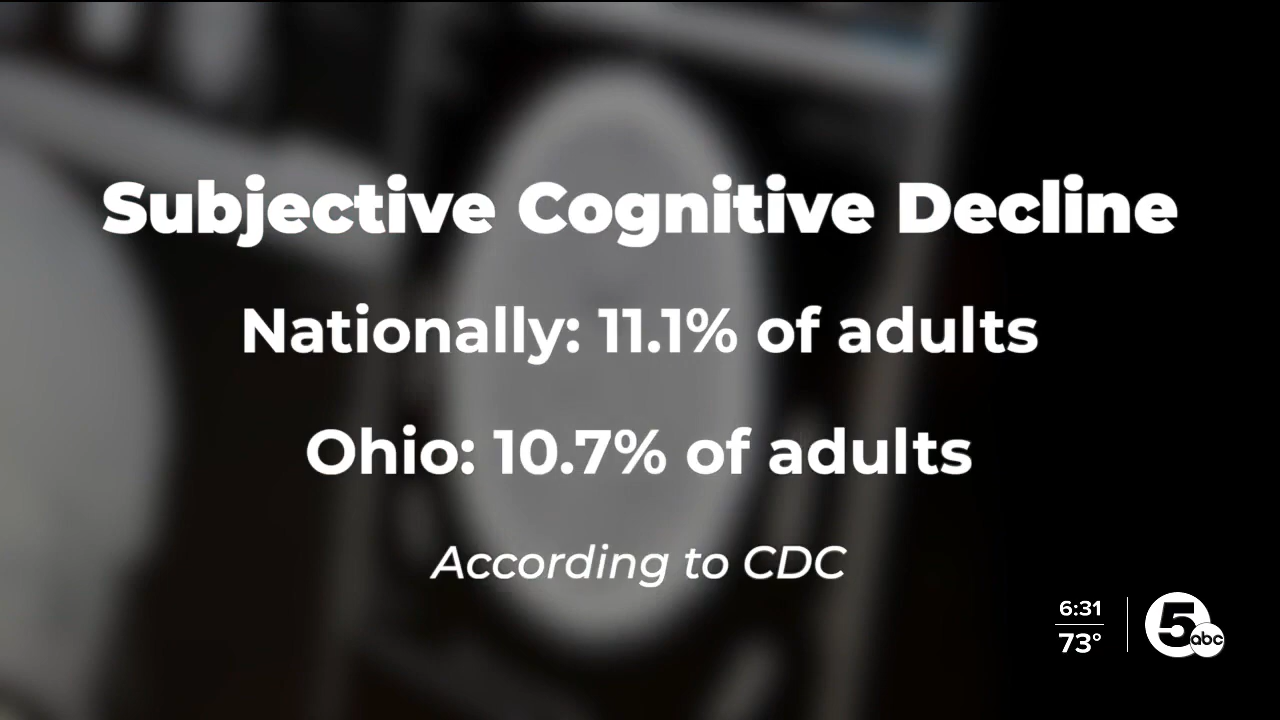 Subjective Cognitive Decline
Nationally: 11.1% of adults
Ohio: 10.7% of adults
According to CDC
6:31
73°
5
abc